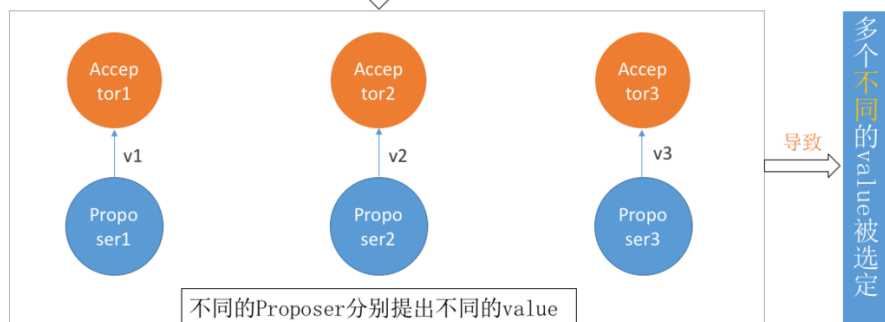 Accep
tor1
Accep
tor2
Accep
tor3
v1
v2
v3
Propo
ser1
Propo
ser2
Propo
ser3
不同的Proposer分别提出不同的value
导致
多个不同的value被选定